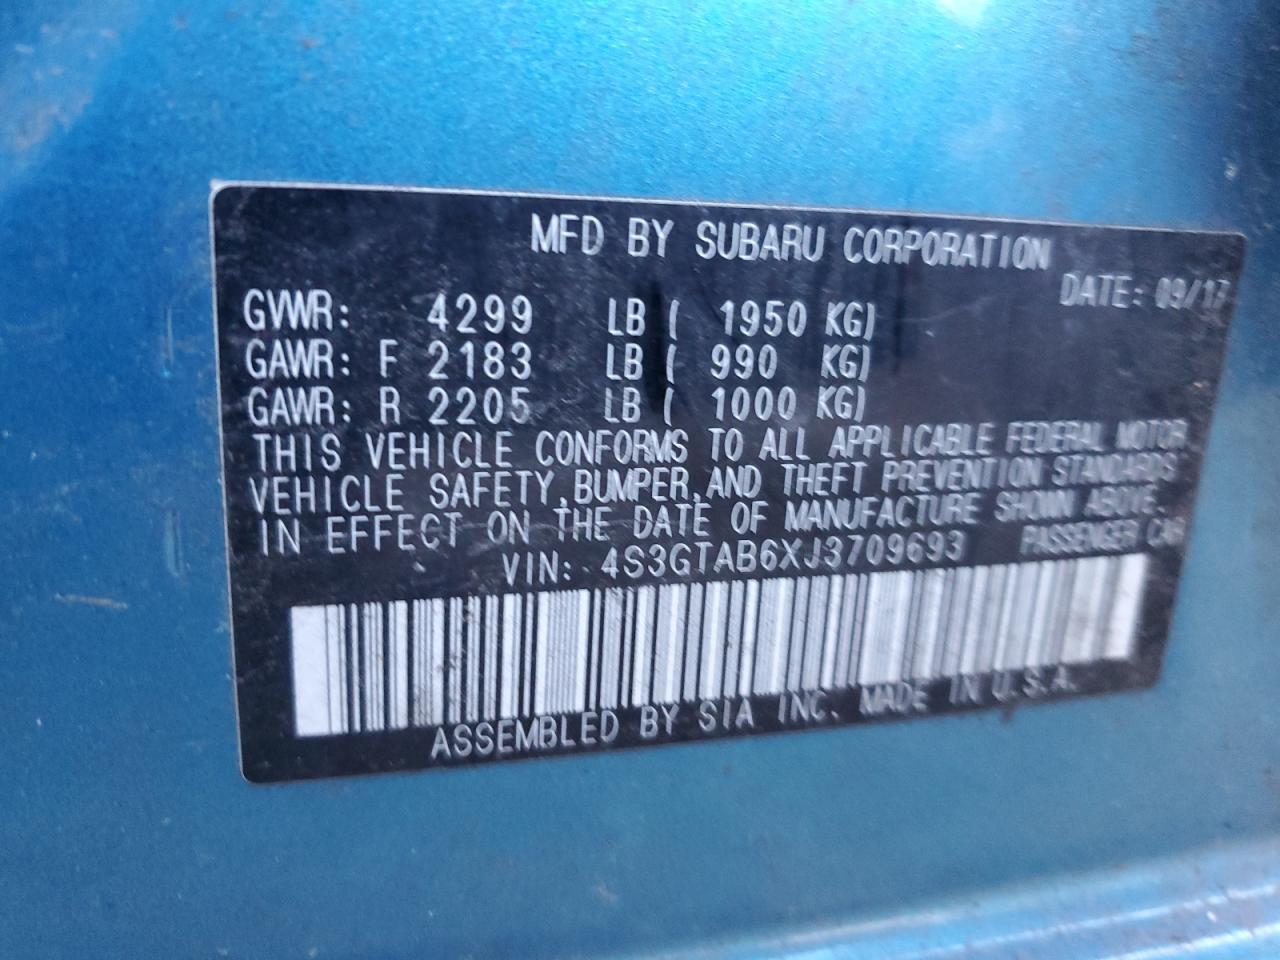 MFD BY SUBARU CORPORATION
DATE: 09/17
GVWR: 4299 LB ( 1950 KG)
GAWR: F 2183 LB ( 990 KG)
GAWR: R 2205 LB ( 1000 KG)
THIS VEHICLE CONFORMS TO ALL APPLICABLE FEDERAL MOTOR
VEHICLE SAFETY, BUMPER, AND THEFT PREVENTION STANDARDS
IN EFFECT ON THE DATE OF MANUFACTURE SHOWN ABOVE.
VIN: 4S3GTAB6XJ3709693 PASSENGER CAR
ASSEMBLED BY SIA INC. MADE IN U.S.A.